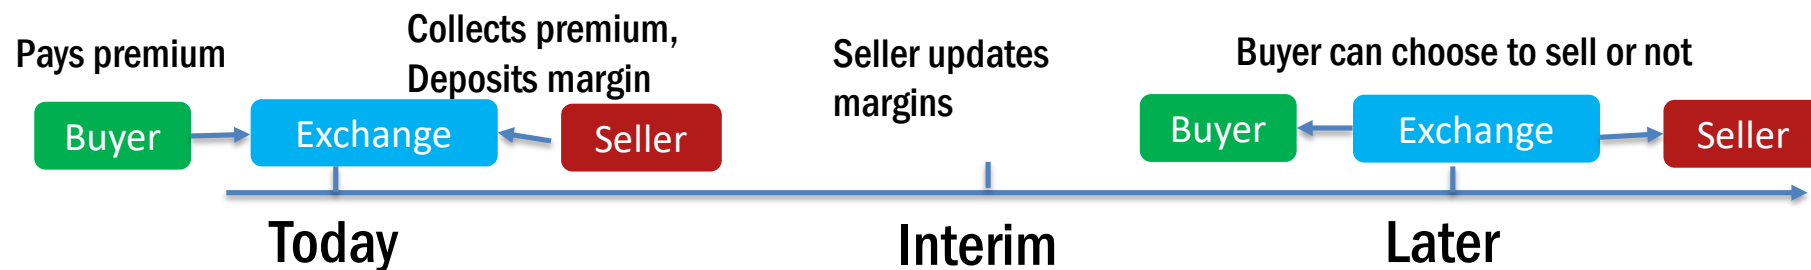 Pays premium
Collects premium,
Deposits margin
Seller updates
margins
Buyer can choose to sell or not
Buyer
Exchange
Seller
Buyer
Exchange
Seller
Today
Interim
Later